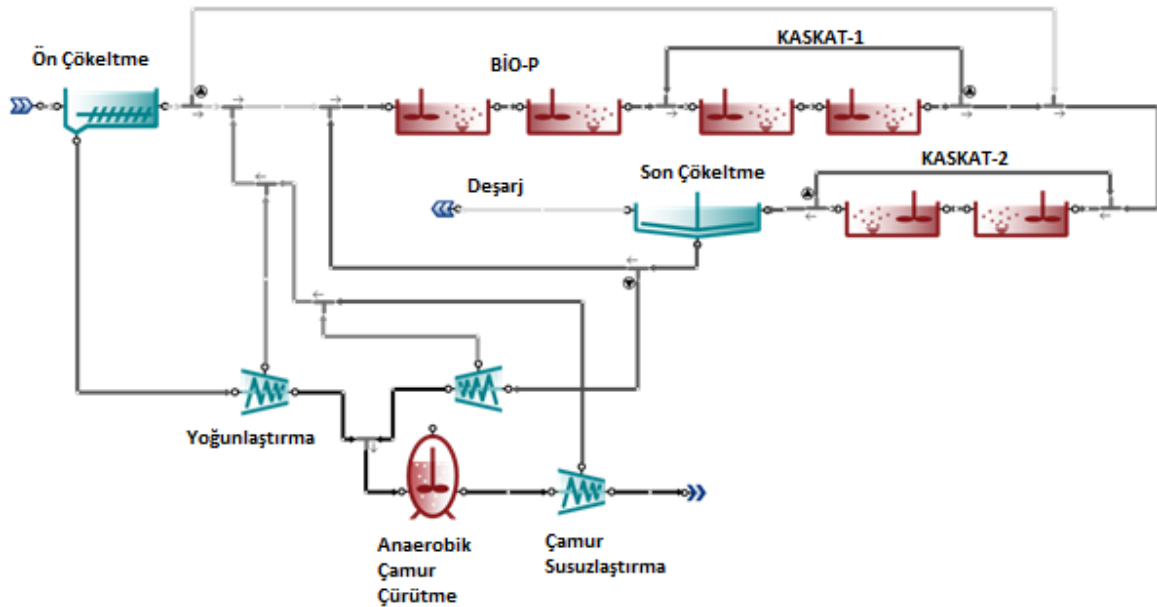 Ön Çökeltme
BİO-P
KASKAT-1
KASKAT-2
Deşarj
Son Çökeltme
Yoğunlaştırma
Anaerobik
Çamur
Çürütme
Çamur
Susuzlaştırma